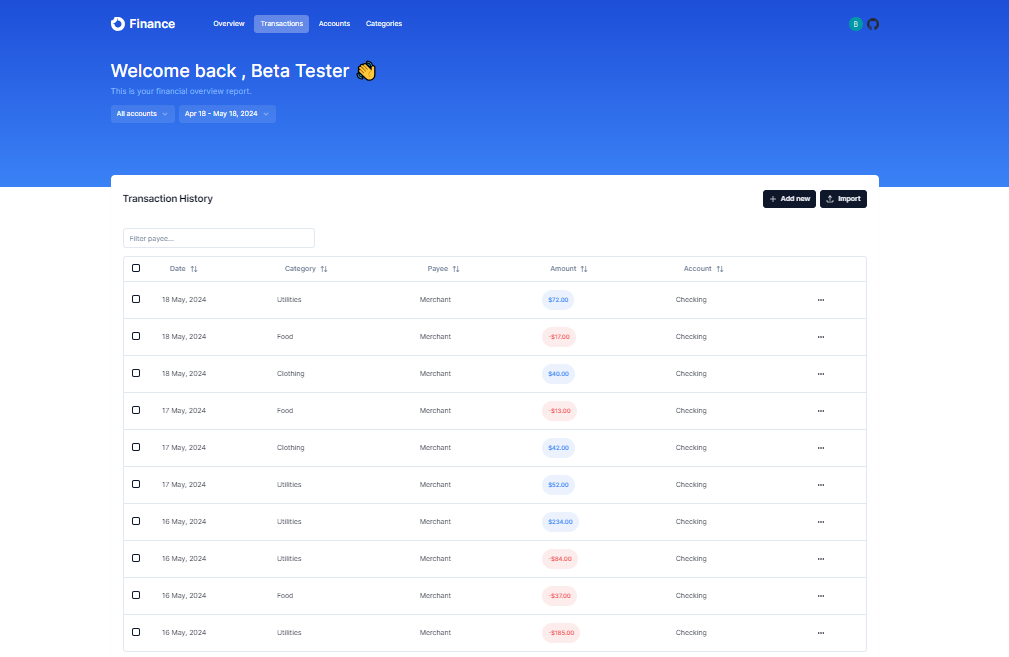 Finance Overview Transactions Accounts Categories B
Welcome back , Beta Tester 👋
This is your financial overview report.
All accounts Apr 18 - May 18, 2024
Transaction History + Add new Import
Filter payee...
Date Category Payee Amount Account
18 May, 2024 Utilities Merchant $72.00 Checking ...
18 May, 2024 Food Merchant -$17.00 Checking ...
18 May, 2024 Clothing Merchant $40.00 Checking ...
17 May, 2024 Food Merchant -$13.00 Checking ...
17 May, 2024 Clothing Merchant $42.00 Checking ...
17 May, 2024 Utilities Merchant $52.00 Checking ...
16 May, 2024 Utilities Merchant $234.00 Checking ...
16 May, 2024 Utilities Merchant -$84.00 Checking ...
16 May, 2024 Food Merchant -$37.00 Checking ...
16 May, 2024 Utilities Merchant -$185.00 Checking ...